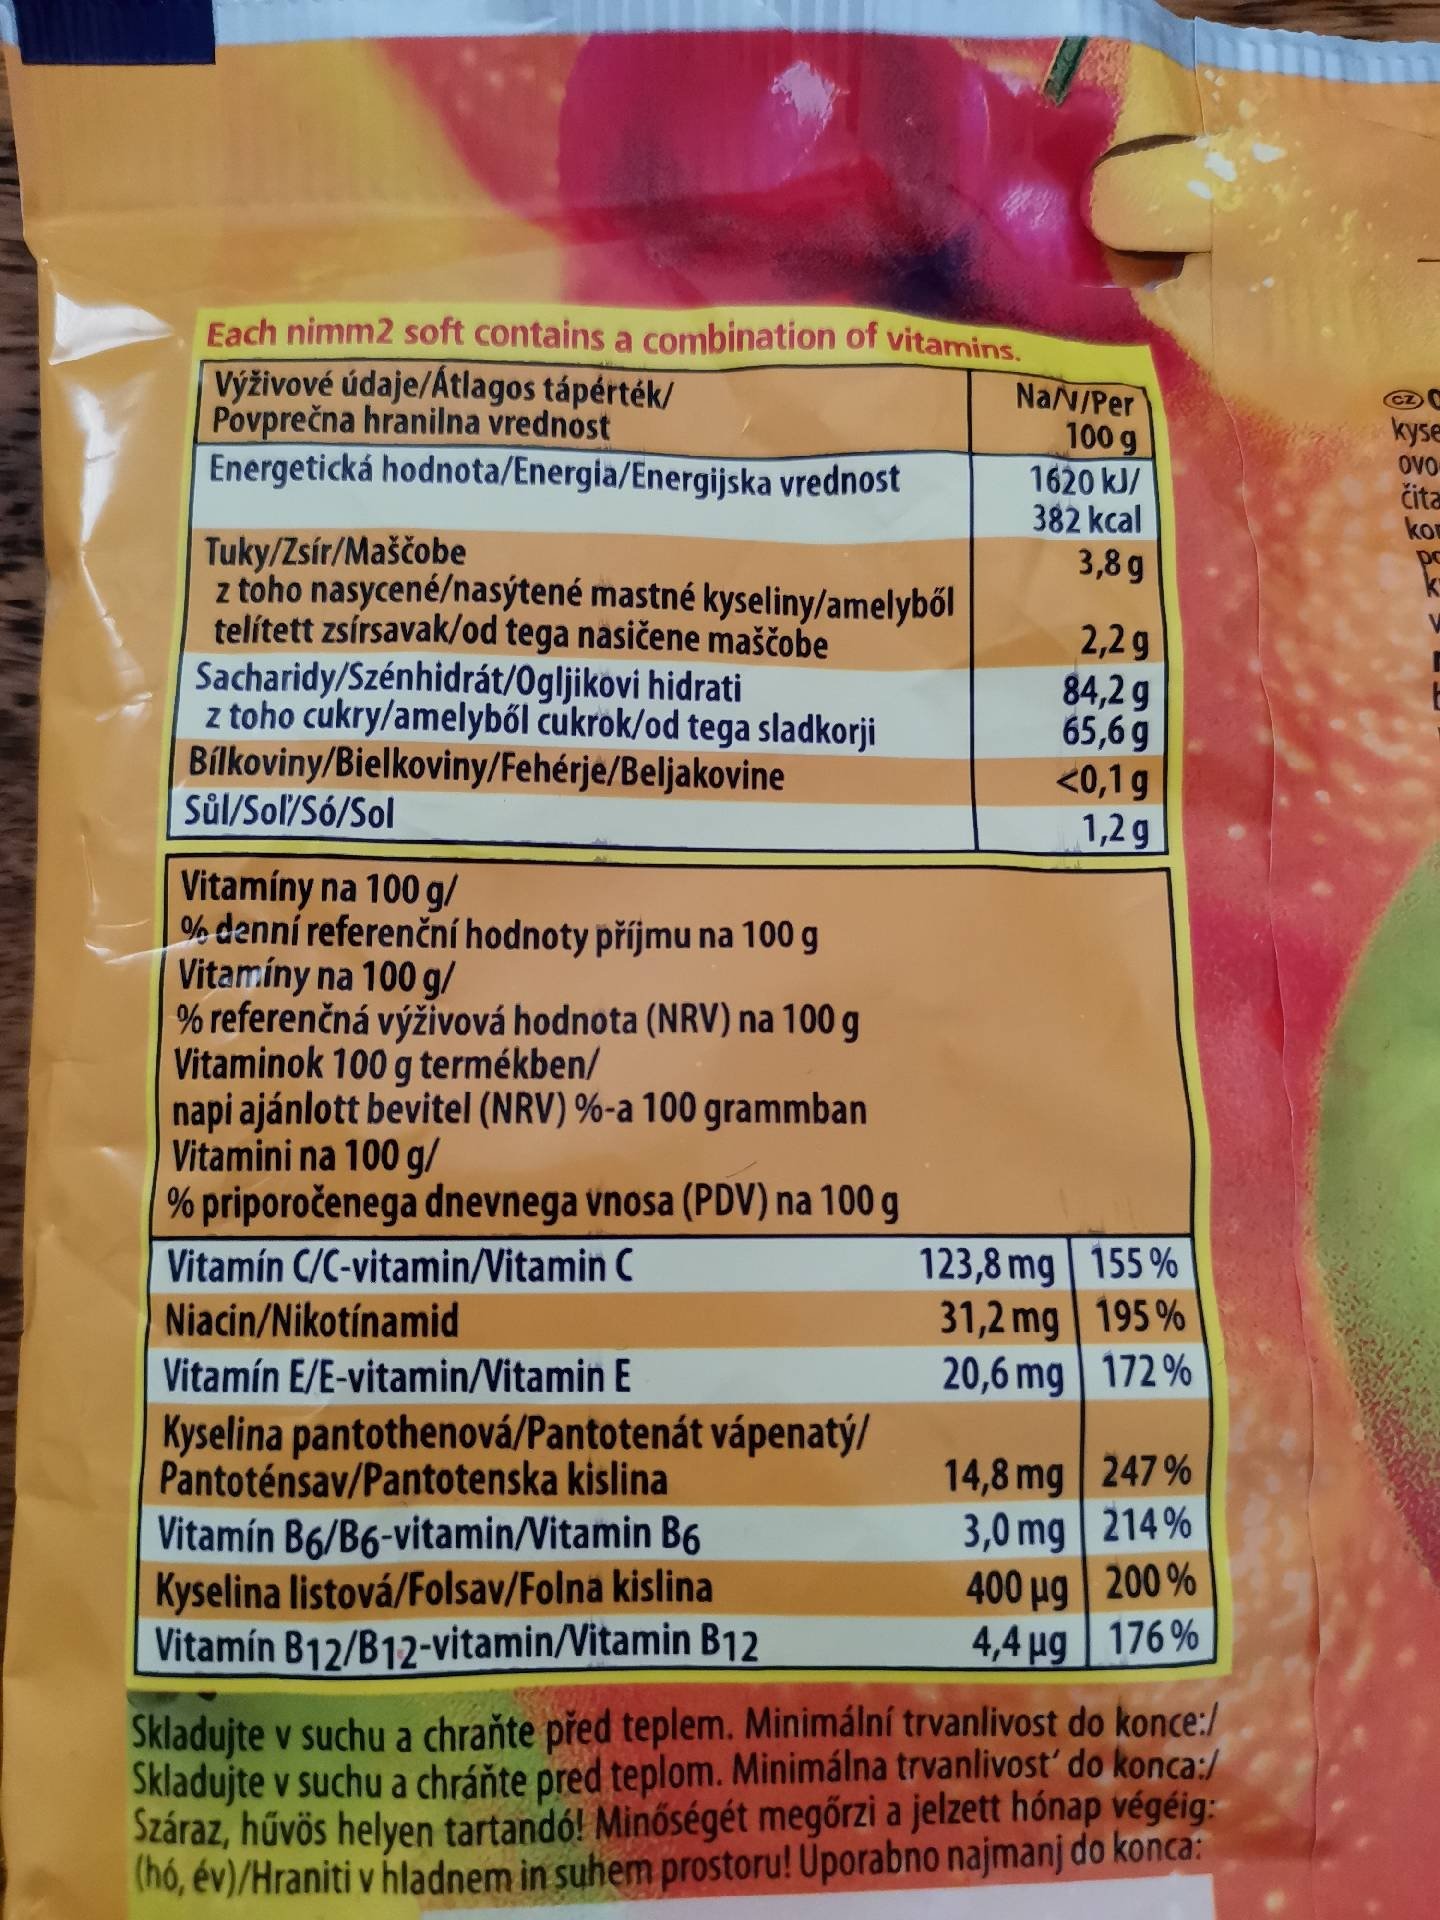 Each nimm2 soft contains a combination of vitamins.
Výživové údaje/Átlagos tápérték/
Povprečna hranilna vrednost
Na/V/Per
100 g
Energetická hodnota/Energia/Energijska vrednost
1620 kJ/
382 kcal
Tuky/Zsír/Maščobe 3,8 g
z toho nasycené/nasýtené mastné kyseliny/amelyből
telített zsírsavak/od tega nasičene maščobe 2,2 g
Sacharidy/Szénhidrát/Ogljikovi hidrati 84,2 g
z toho cukry/amelyből cukrok/od tega sladkorji 65,6 g
Bílkoviny/Bielkoviny/Fehérje/Beljakovine <0,1 g
Sůl/Soľ/Só/Sol 1,2 g
Vitamíny na 100 g/
% denní referenční hodnoty příjmu na 100 g
Vitamíny na 100 g/
% referenčná výživová hodnota (NRV) na 100 g
Vitaminok 100 g termékben/
napi ajánlott bevitel (NRV) %-a 100 grammban
Vitamini na 100 g/
% priporočenega dnevnega vnosa (PDV) na 100 g
Vitamín C/C-vitamin/Vitamin C 123,8 mg 155 %
Niacin/Nikotínamid 31,2 mg 195 %
Vitamín E/E-vitamin/Vitamin E 20,6 mg 172 %
Kyselina pantothenová/Pantotenát vápenatý/
Pantoténsav/Pantotenska kislina 14,8 mg 247 %
Vitamín B6/B6-vitamin/Vitamin B6 3,0 mg 214 %
Kyselina listová/Folsav/Folna kislina 400 µg 200 %
Vitamín B12/B12-vitamin/Vitamin B12 4,4 µg 176 %
Skladujte v suchu a chraňte před teplem. Minimální trvanlivost do konce:/
Skladujte v suchu a chráňte pred teplom. Minimálna trvanlivosť do konca:/
Száraz, hűvös helyen tartandó! Minőségét megőrzi a jelzett hónap végéig:
(hó, év)/Hraniti v hladnem in suhem prostoru! Uporabno najmanj do konca:
CZ